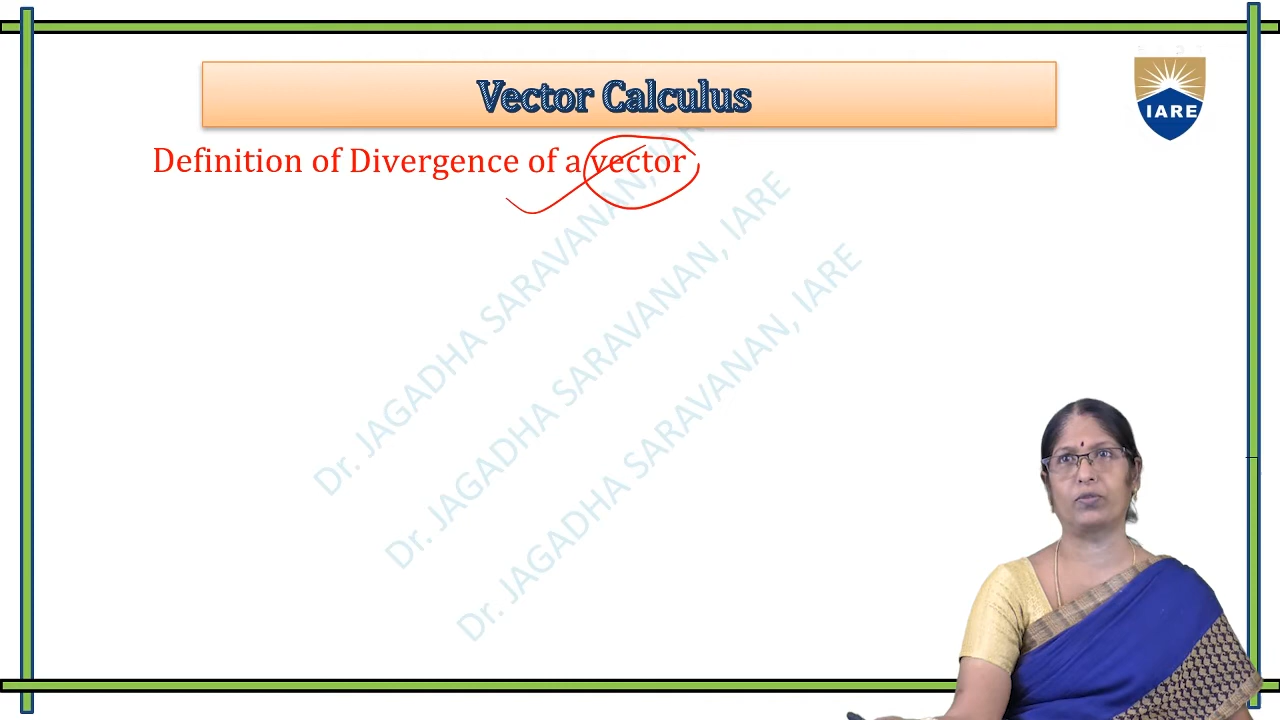 Vector Calculus
IARE
Definition of Divergence of a vector
Dr. JAGADHA SARAVANAN, IARE
Dr. JAGADHA SARAVANAN, IARE
Dr. JAGADHA SARAVANAN, IARE